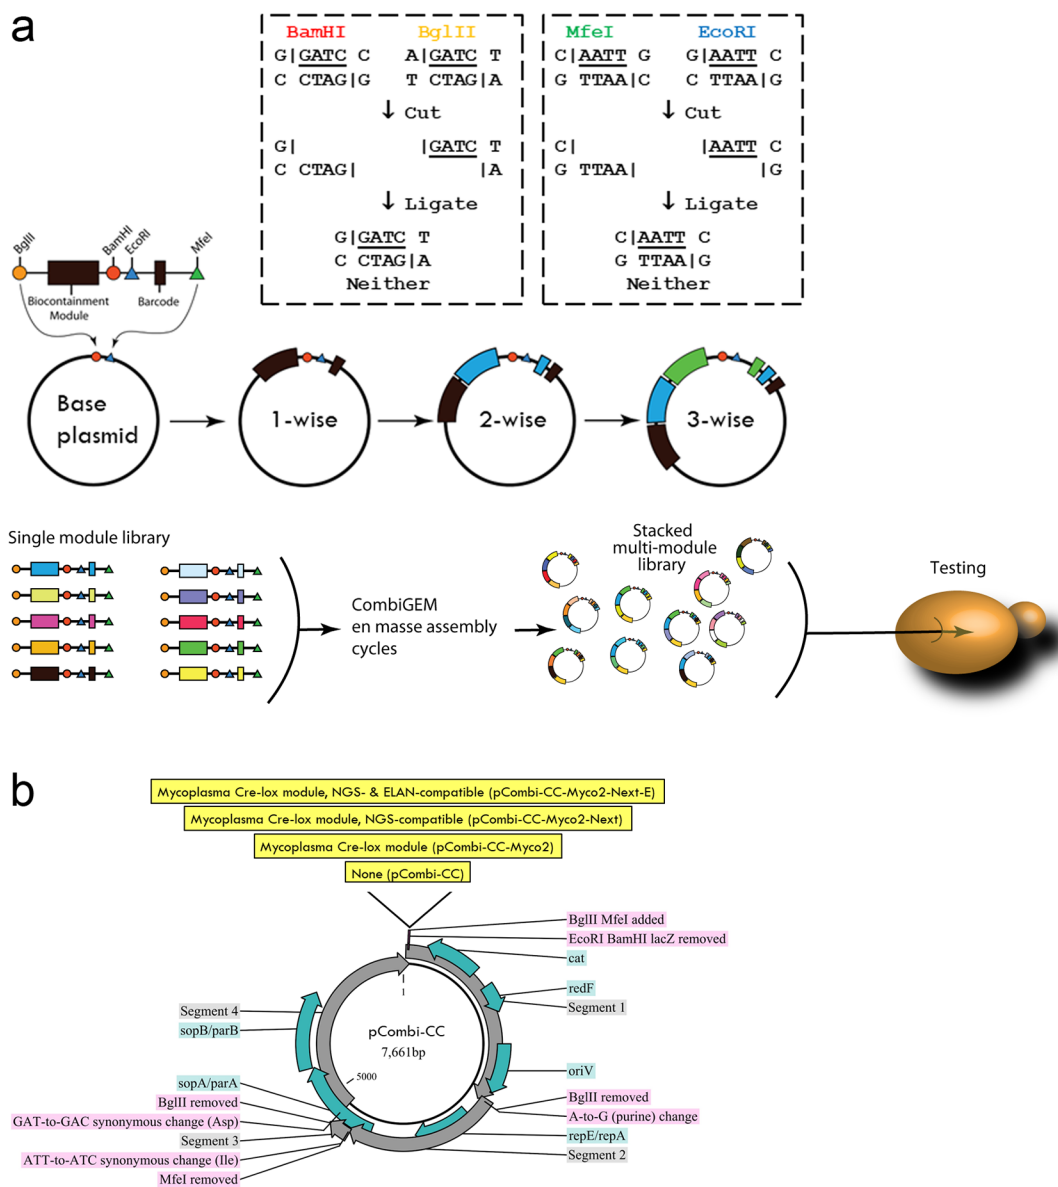 a
BamHI BglII
G|GATC C A|GATC T
C CTAG|G T CTAG|A
↓ Cut
G| |GATC T
C CTAG| |A
↓ Ligate
G|GATC T
C CTAG|A
Neither
MfeI EcoRI
C|AATT G G|AATT C
G TTAA|C C TTAA|G
↓ Cut
C| |AATT C
G TTAA| |G
↓ Ligate
C|AATT C
G TTAA|G
Neither
BglII
BamHI
EcoRI
MfeI
Biocontainment
Module
Barcode
Base
plasmid
1-wise
2-wise
3-wise
Single module library
CombiGEM
en masse assembly
cycles
Stacked
multi-module
library
Testing
b
Mycoplasma Cre-lox module, NGS- & ELAN-compatible (pCombi-CC-Myco2-Next-E)
Mycoplasma Cre-lox module, NGS-compatible (pCombi-CC-Myco2-Next)
Mycoplasma Cre-lox module (pCombi-CC-Myco2)
None (pCombi-CC)
BglII MfeI added
EcoRI BamHI lacZ removed
cat
redF
Segment 1
oriV
BglII removed
A-to-G (purine) change
repE/repA
Segment 2
Segment 4
sopB/parB
sopA/parA
BglII removed
GAT-to-GAC synonymous change (Asp)
Segment 3
ATT-to-ATC synonymous change (Ile)
MfeI removed
1
pCombi-CC
7,661bp
5000